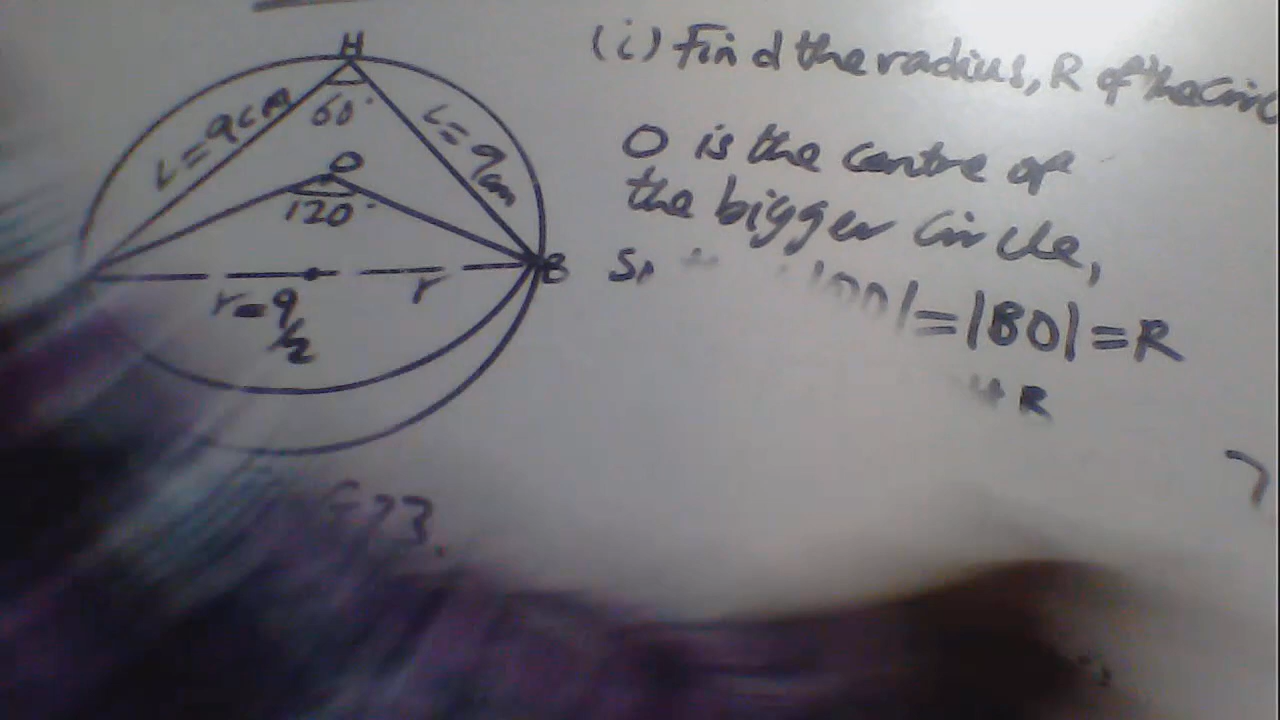 H
(i) Find the radius, R of the circ
L = 9cm
60°
L = 9cm
O
120°
O is the centre of
the bigger circle,
B
r = 9/2
r
|=|BO|=R
R